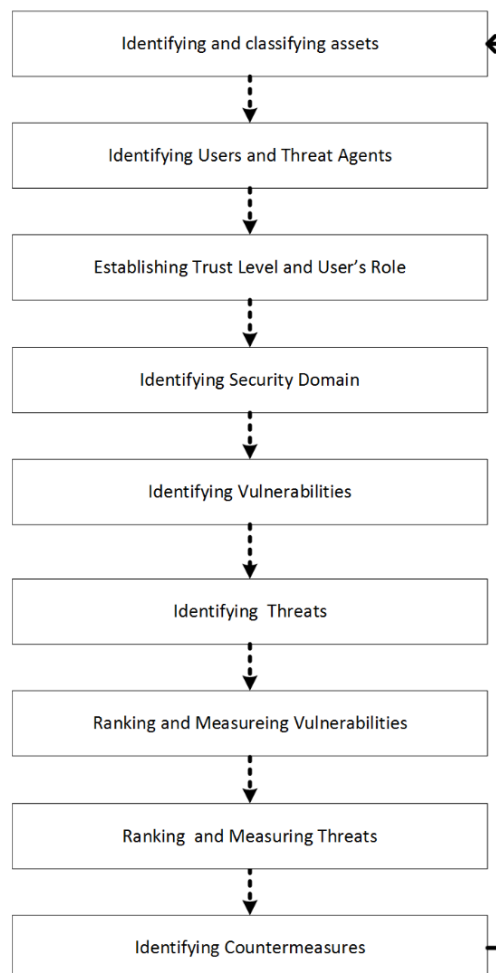 Identifying and classifying assets
Identifying Users and Threat Agents
Establishing Trust Level and User’s Role
Identifying Security Domain
Identifying Vulnerabilities
Identifying  Threats
Ranking and Measureing Vulnerabilities
Ranking  and Measuring Threats
Identifying Countermeasures